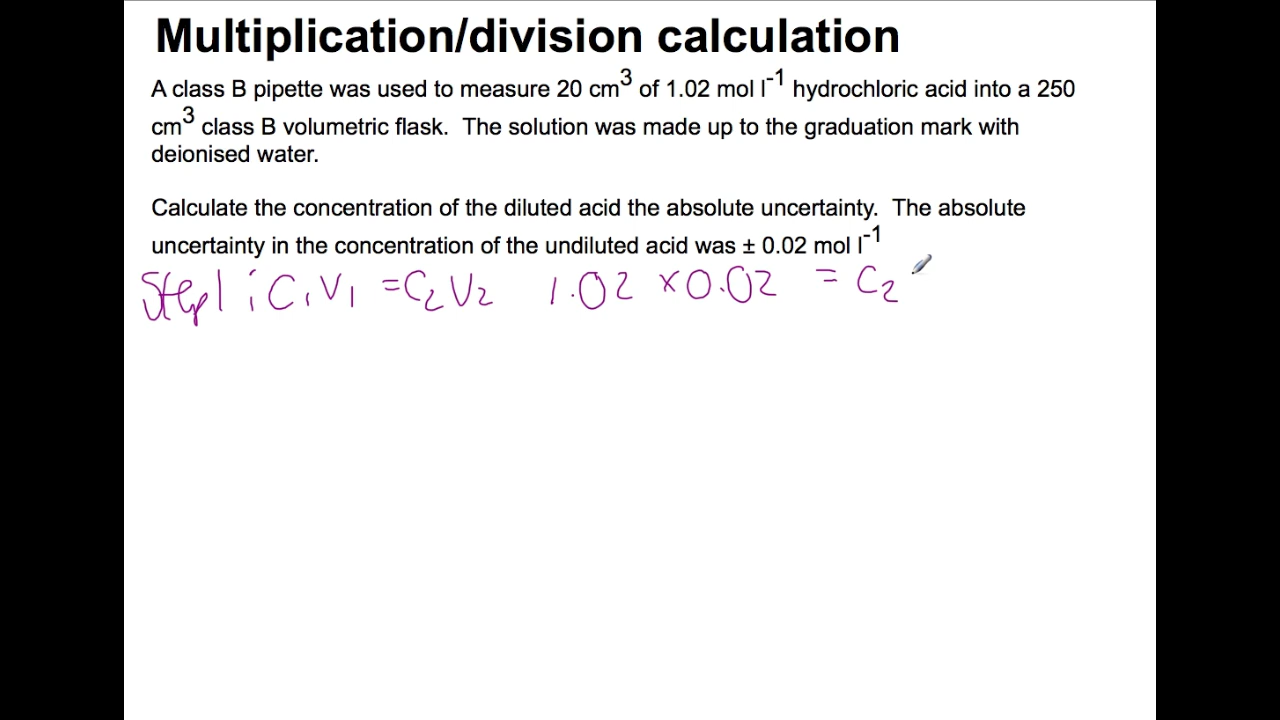 Multiplication/division calculation
A class B pipette was used to measure 20 cm³ of 1.02 mol l⁻¹ hydrochloric acid into a 250
cm³ class B volumetric flask. The solution was made up to the graduation mark with
deionised water.
Calculate the concentration of the diluted acid the absolute uncertainty. The absolute
uncertainty in the concentration of the undiluted acid was ± 0.02 mol l⁻¹
Step 1 : C₁V₁ = C₂V₂ 1.02 × 0.02 = C₂